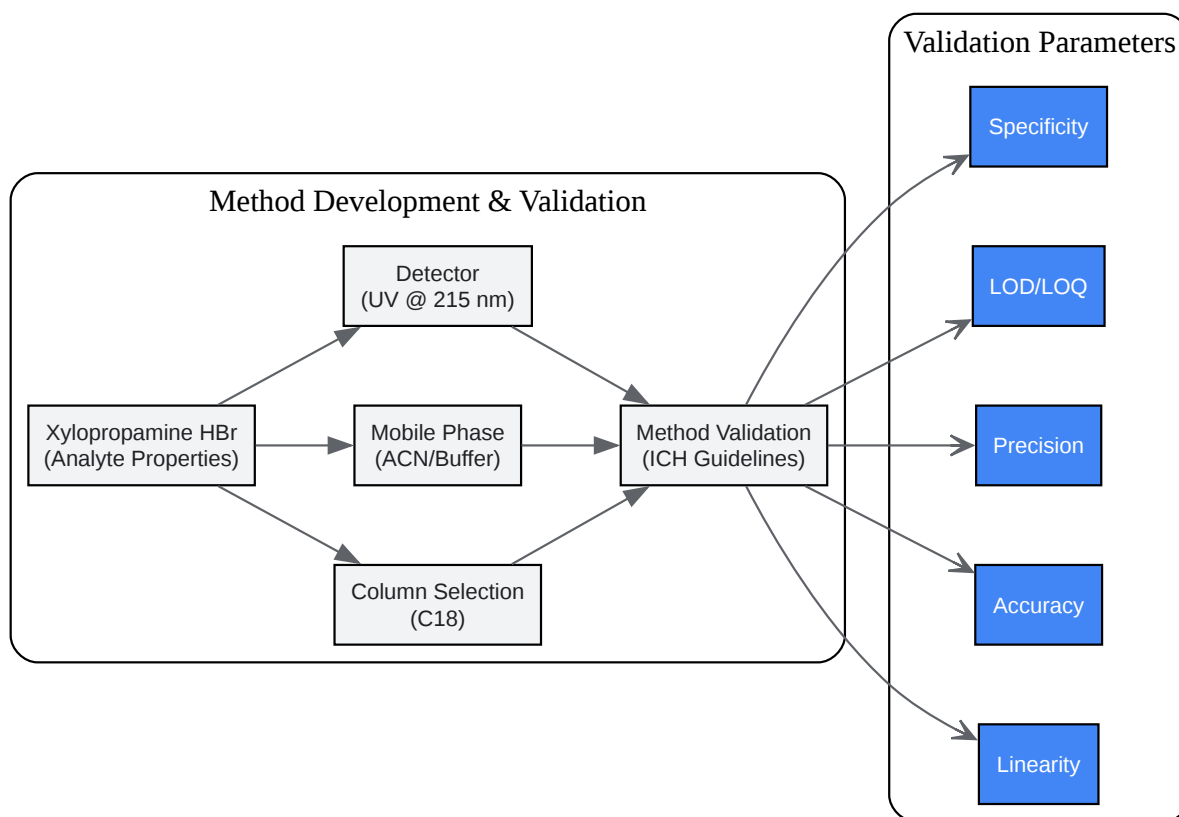 Validation Parameters
Specificity
Method Development & Validation
Detector
(UV @ 215 nm)
LOD/LOQ
Xylopropamine HBr
(Analyte Properties)
Mobile Phase
(ACN/Buffer)
Method Validation
(ICH Guidelines)
Precision
Column Selection
(C18)
Accuracy
Linearity